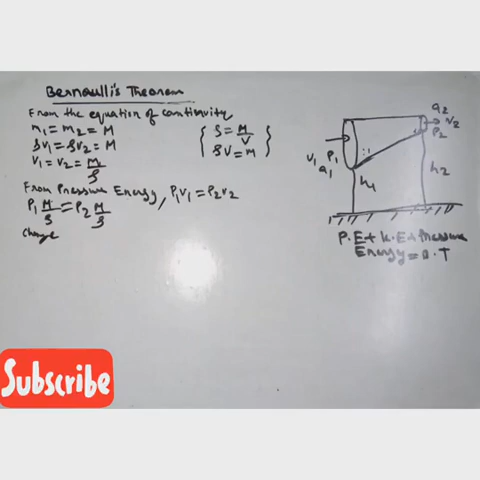 Bernaulli's Theorem
From the equation of continuity
m1 = m2 = M
ρv1 = ρv2 = M
V1 = V2 = M/ρ
{ ρ = M/V
ρV = M }
From Pressure Energy, P1V1 = P2V2
P1 M/ρ = P2 M/ρ
Change
a2
v2
P2
V1 P1
a1
h1
h2
P.E + K.E + Pressure
Energy = Ω.T
Subscribe